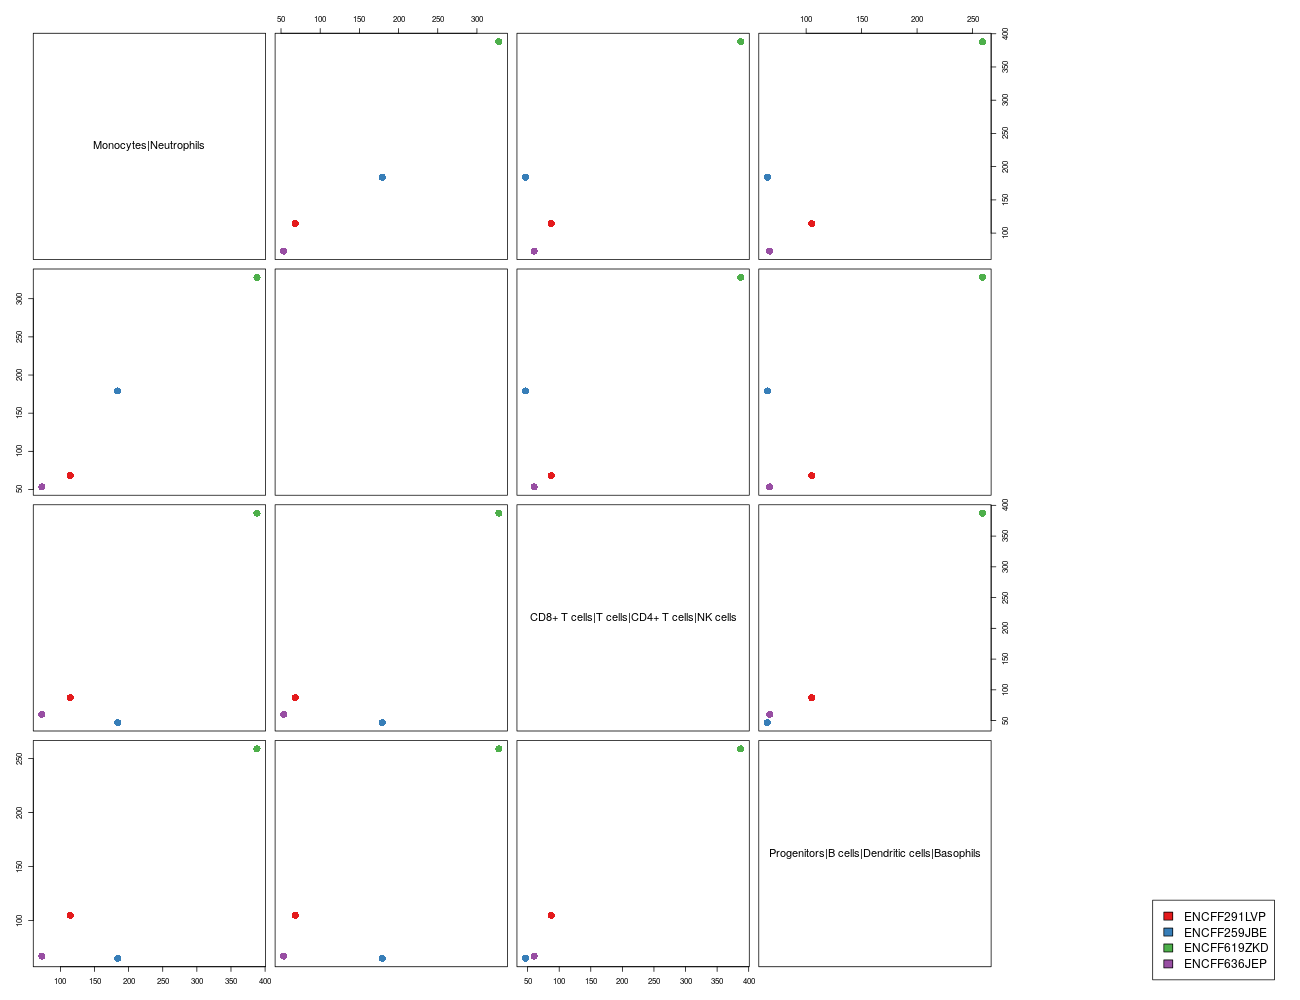 50 100 150 200 250 300
100 150 200 250
Monocytes|Neutrophils
100 150 200 250 300 350 400
50 100 150 200 250 300
CD8+ T cells|T cells|CD4+ T cells|NK cells
50 100 150 200 250 300 350 400
Progenitors|B cells|Dendritic cells|Basophils
100 150 200 250
100 150 200 250 300 350 400
50 100 150 200 250 300 350 400
ENCFF291LVP
ENCFF259JBE
ENCFF619ZKD
ENCFF636JEP